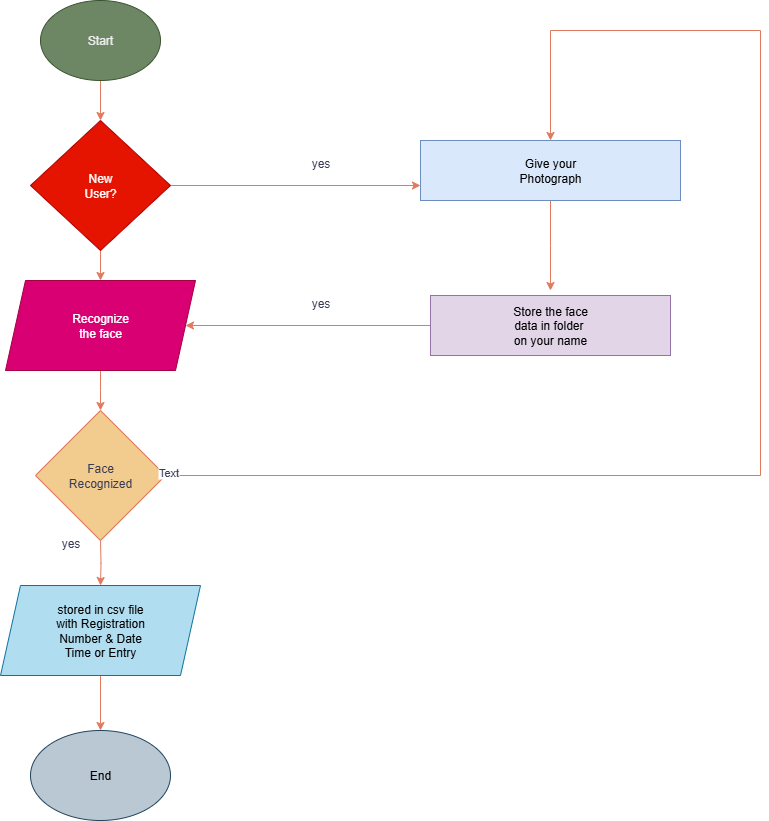 Start
New
User?
yes
Give your
Photograph
Recognize
the face
yes
Store the face
data in folder
on your name
Face
Recognized
Text
yes
stored in csv file
with Registration
Number & Date
Time or Entry
End